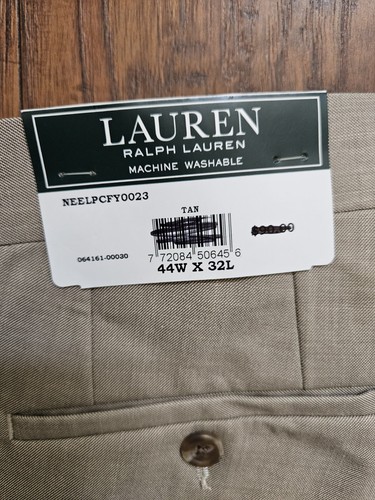 LAUREN
RALPH LAUREN
MACHINE WASHABLE
NEELPCFY0023
TAN
064161-00030
7 72084 50645 6
44W X 32L